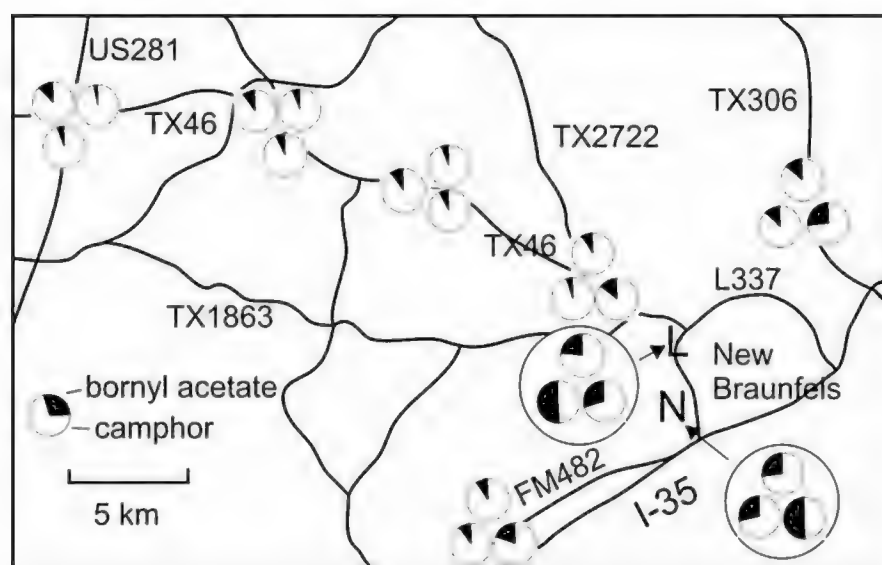 US281
TX46
TX2722
TX306
TX46
L337
TX1863
L
New
Braunfels
bornyl acetate
camphor
N
FM482
I-35
5 km